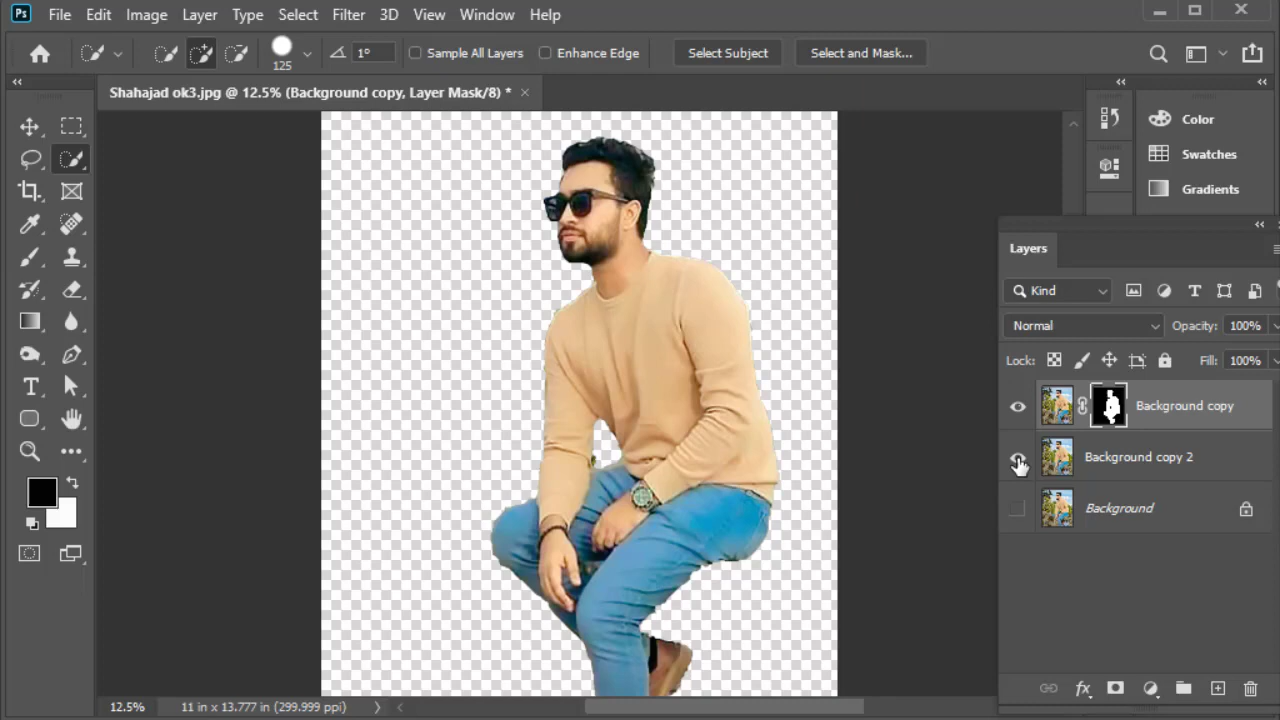 Ps File Edit Image Layer Type Select Filter 3D View Window Help
125 1° Sample All Layers Enhance Edge Select Subject Select and Mask...
Shahajad ok3.jpg @ 12.5% (Background copy, Layer Mask/8) * ×
Color
Swatches
Gradients
Layers
Kind
Normal Opacity: 100%
Lock: Fill: 100%
Background copy
Background copy 2
Background
fx
12.5% 11 in x 13.777 in (299.999 ppi)